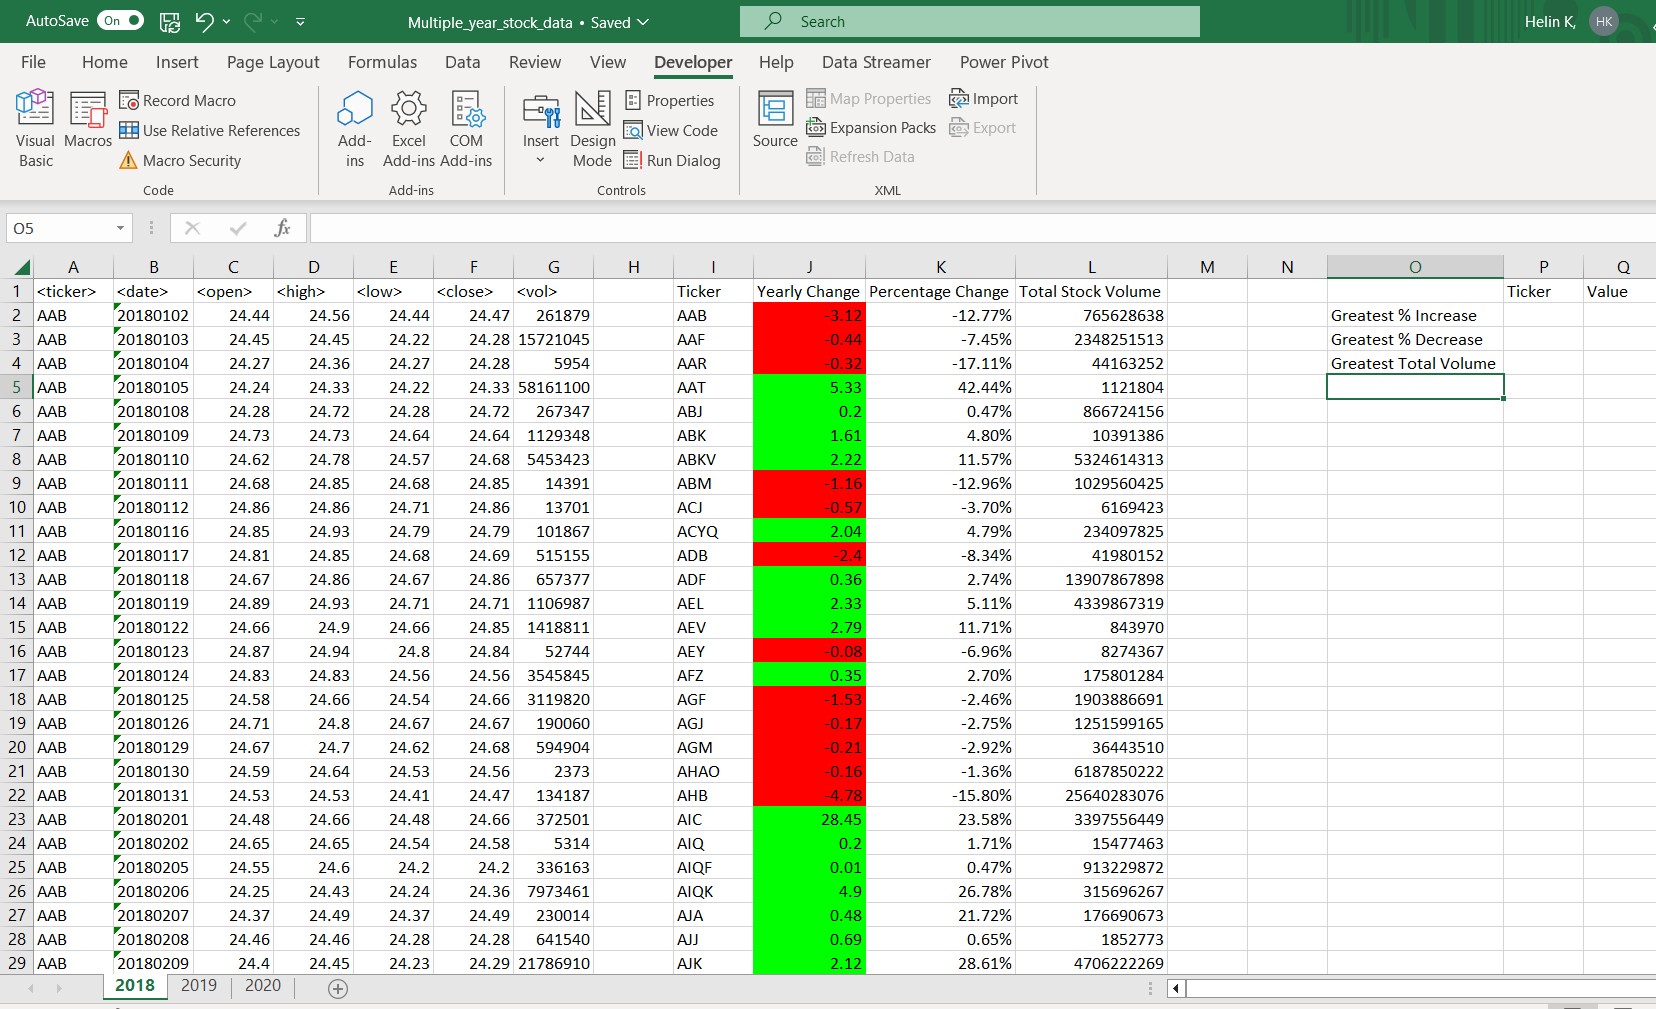 AutoSave On Multiple_year_stock_data • Saved Search Helin K, HK
File Home Insert Page Layout Formulas Data Review View Developer Help Data Streamer Power Pivot
Visual Basic
Macros
Record Macro
Use Relative References
Macro Security
Code
Add-ins
Excel Add-ins
COM Add-ins
Add-ins
Insert
Design Mode
Properties
View Code
Run Dialog
Controls
Source
Map Properties
Expansion Packs
Refresh Data
Import
Export
XML
O5 fx
A B C D E F G H I J K L M N O P Q
1 <ticker> <date> <open> <high> <low> <close> <vol> Ticker Yearly Change Percentage Change Total Stock Volume Ticker Value
2 AAB 20180102 24.44 24.56 24.44 24.47 261879 AAB -3.12 -12.77% 765628638 Greatest % Increase
3 AAB 20180103 24.45 24.45 24.22 24.28 15721045 AAF -0.44 -7.45% 2348251513 Greatest % Decrease
4 AAB 20180104 24.27 24.36 24.27 24.28 5954 AAR -0.32 -17.11% 44163252 Greatest Total Volume
5 AAB 20180105 24.24 24.33 24.22 24.33 58161100 AAT 5.33 42.44% 1121804
6 AAB 20180108 24.28 24.72 24.28 24.72 267347 ABJ 0.2 0.47% 866724156
7 AAB 20180109 24.73 24.73 24.64 24.64 1129348 ABK 1.61 4.80% 10391386
8 AAB 20180110 24.62 24.78 24.57 24.68 5453423 ABKV 2.22 11.57% 5324614313
9 AAB 20180111 24.68 24.85 24.68 24.85 14391 ABM -1.16 -12.96% 1029560425
10 AAB 20180112 24.86 24.86 24.71 24.86 13701 ACJ -0.57 -3.70% 6169423
11 AAB 20180116 24.85 24.93 24.79 24.79 101867 ACYQ 2.04 4.79% 234097825
12 AAB 20180117 24.81 24.85 24.68 24.69 515155 ADB -2.4 -8.34% 41980152
13 AAB 20180118 24.67 24.86 24.67 24.86 657377 ADF 0.36 2.74% 13907867898
14 AAB 20180119 24.89 24.93 24.71 24.71 1106987 AEL 2.33 5.11% 4339867319
15 AAB 20180122 24.66 24.9 24.66 24.85 1418811 AEV 2.79 11.71% 843970
16 AAB 20180123 24.87 24.94 24.8 24.84 52744 AEY -0.08 -6.96% 8274367
17 AAB 20180124 24.83 24.83 24.56 24.56 3545845 AFZ 0.35 2.70% 175801284
18 AAB 20180125 24.58 24.66 24.54 24.66 3119820 AGF -1.53 -2.46% 1903886691
19 AAB 20180126 24.71 24.8 24.67 24.67 190060 AGJ -0.17 -2.75% 1251599165
20 AAB 20180129 24.67 24.7 24.62 24.68 594904 AGM -0.21 -2.92% 36443510
21 AAB 20180130 24.59 24.64 24.53 24.56 2373 AHAO -0.16 -1.36% 6187850222
22 AAB 20180131 24.53 24.53 24.41 24.47 134187 AHB -4.78 -15.80% 25640283076
23 AAB 20180201 24.48 24.66 24.48 24.66 372501 AIC 28.45 23.58% 3397556449
24 AAB 20180202 24.65 24.65 24.54 24.58 5314 AIQ 0.2 1.71% 15477463
25 AAB 20180205 24.55 24.6 24.2 24.2 336163 AIQF 0.01 0.47% 913229872
26 AAB 20180206 24.25 24.43 24.24 24.36 7973461 AIQK 4.9 26.78% 315696267
27 AAB 20180207 24.37 24.49 24.37 24.49 230014 AJA 0.48 21.72% 176690673
28 AAB 20180208 24.46 24.46 24.28 24.28 641540 AJJ 0.69 0.65% 1852773
29 AAB 20180209 24.4 24.45 24.23 24.29 21786910 AJK 2.12 28.61% 4706222269
2018 2019 2020